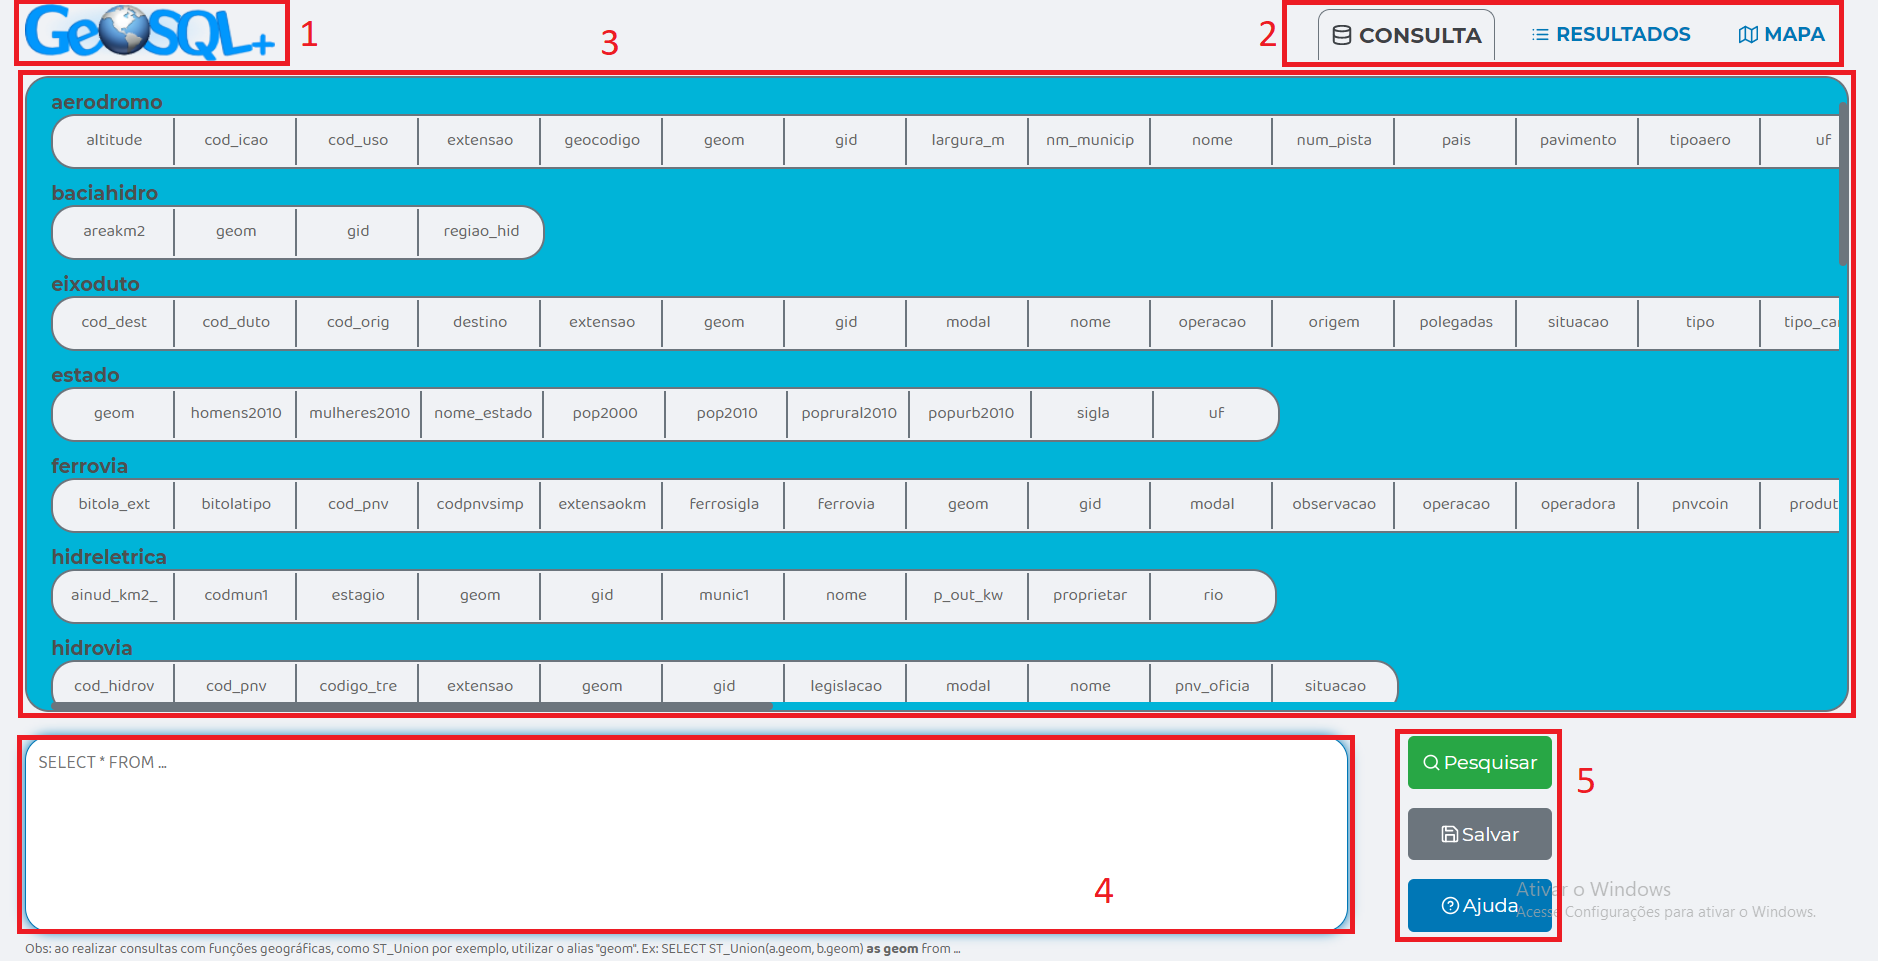 GeoSQL+ 1 3 2 CONSULTA RESULTADOS MAPA
aerodromo
altitude cod_icao cod_uso extensao geocodigo geom gid largura_m nm_municip nome num_pista pais pavimento tipoaero uf
baciahidro
areakm2 geom gid regiao_hid
eixoduto
cod_dest cod_duto cod_orig destino extensao geom gid modal nome operacao origem polegadas situacao tipo tipo_ca
estado
geom homens2010 mulheres2010 nome_estado pop2000 pop2010 poprural2010 popurb2010 sigla uf
ferrovia
bitola_ext bitolatipo cod_pnv codpnvsimp extensaokm ferrosigla ferrovia geom gid modal observacao operacao operadora pnvcoin produt
hidreletrica
ainud_km2_ codmun1 estagio geom gid munic1 nome p_out_kw proprietar rio
hidrovia
cod_hidrov cod_pnv codigo_tre extensao geom gid legislacao modal nome pnv_oficia situacao
SELECT * FROM ...
Pesquisar 5
Salvar
4
Ajuda
Ativar o Windows
Acesse Configurações para ativar o Windows.
Obs: ao realizar consultas com funções geográficas, como ST_Union por exemplo, utilizar o alias "geom". Ex: SELECT ST_Union(a.geom, b.geom) as geom from ...